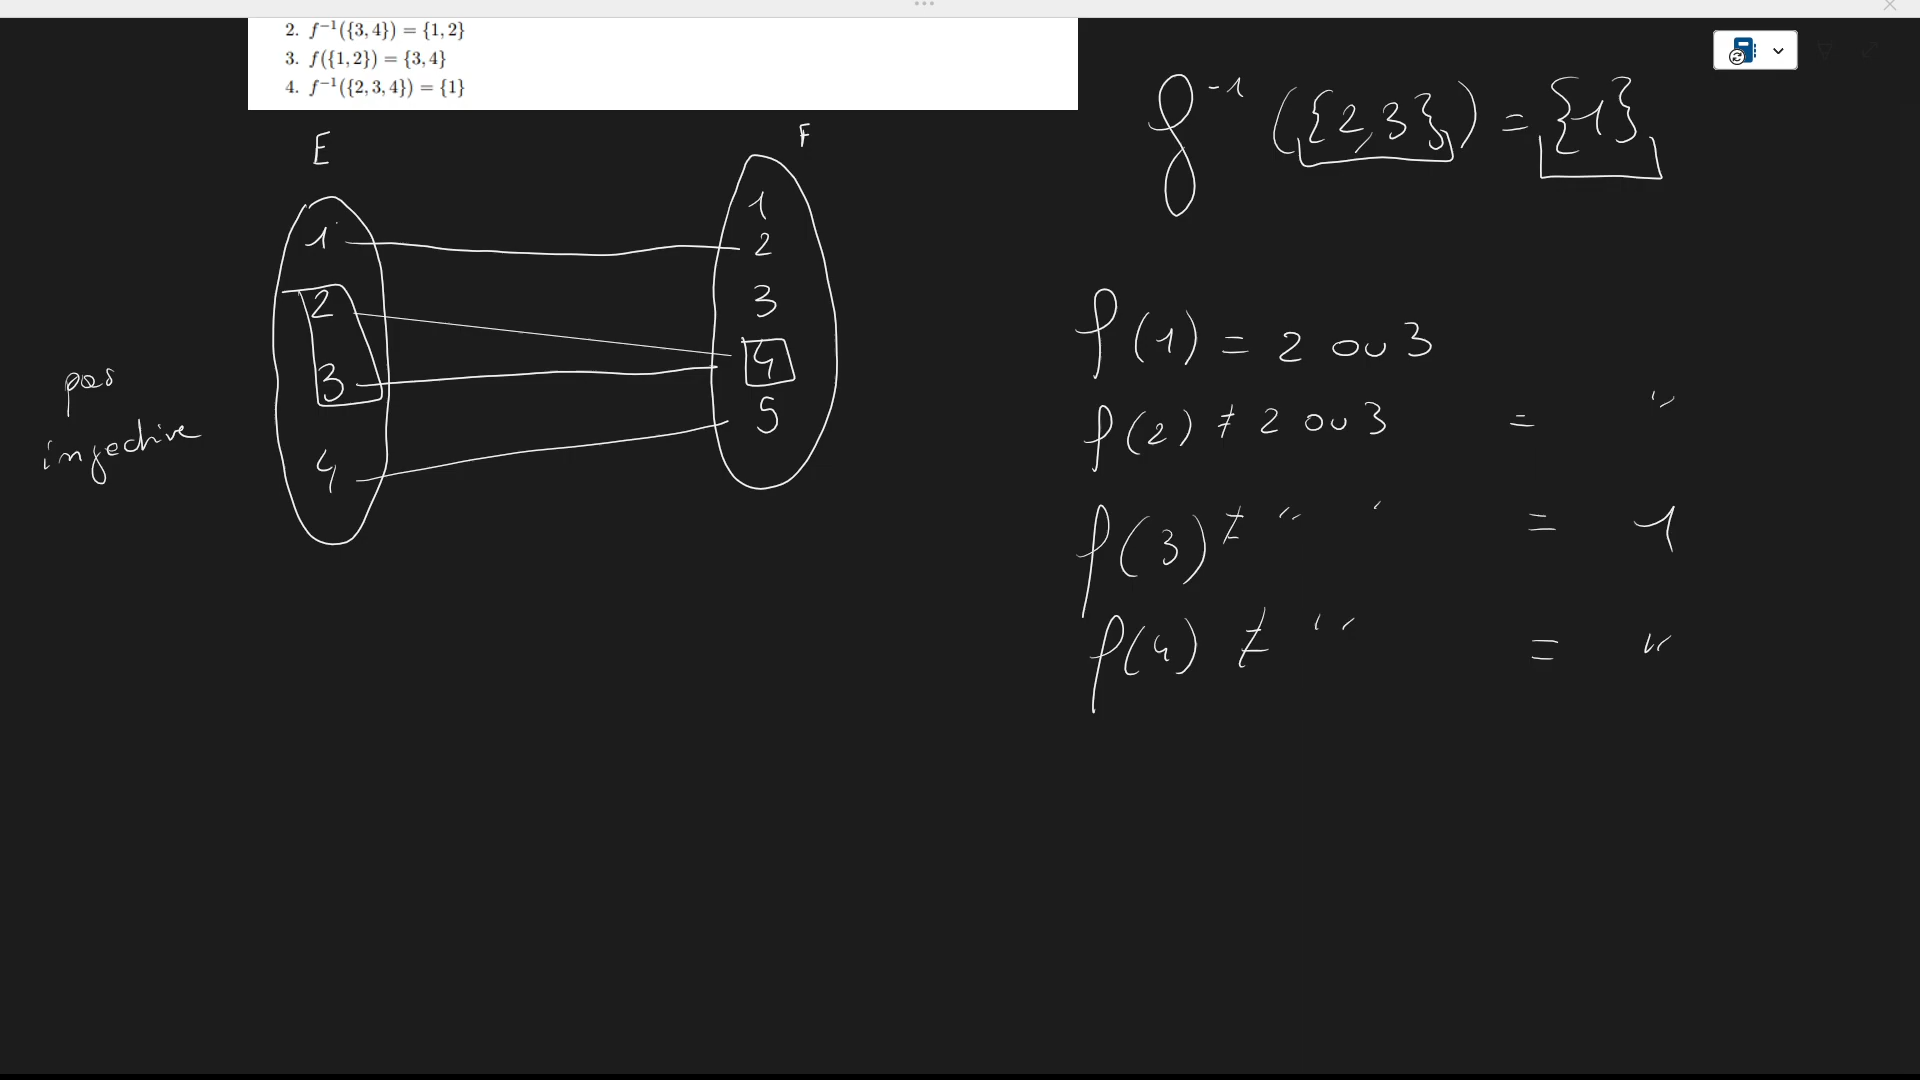 2. f⁻¹({3, 4}) = {1, 2}
3. f({1, 2}) = {3, 4}
4. f⁻¹({2, 3, 4}) = {1}
E
F
1
2
3
4
1
2
3
4
5
pas
injective
f⁻¹ ({2,3}) = {1}
f(1) = 2 ou 3
f(2) ≠ 2 ou 3 = "
f(3) ≠ " " = 1
f(4) ≠ " = "